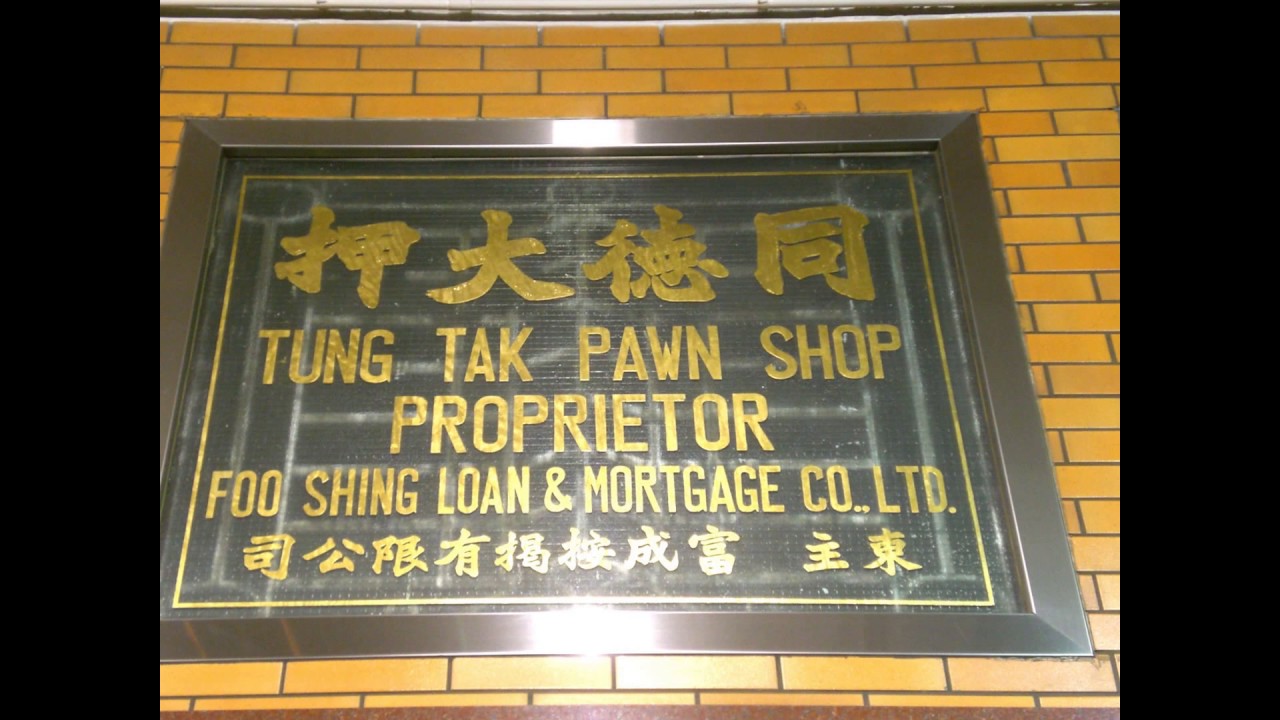 同德大押
TUNG TAK PAWN SHOP
PROPRIETOR
FOO SHING LOAN & MORTGAGE CO., LTD.
東主 富成按揭有限公司